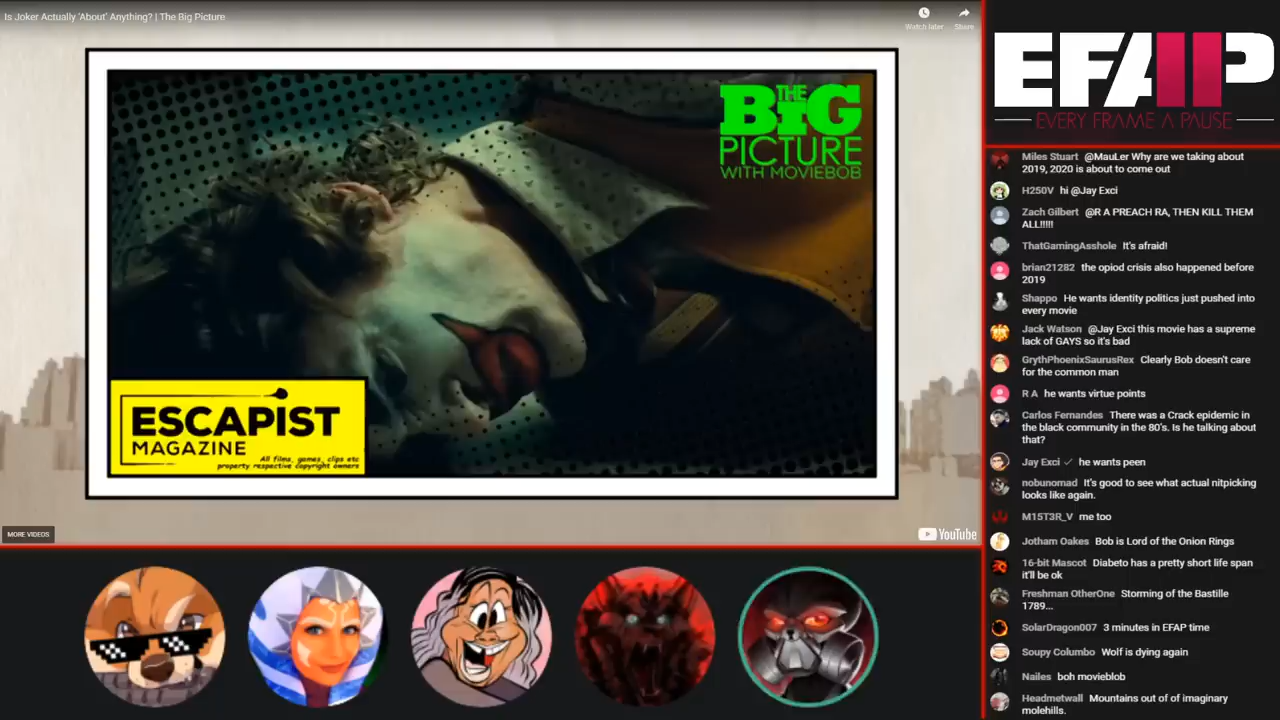 Is Joker Actually 'About' Anything? | The Big Picture
Watch later
Share
THE
BIG
PICTURE
WITH MOVIEBOB
ESCAPIST
MAGAZINE
All films, games, clips etc
property respective copyright owners
MORE VIDEOS
YouTube
EFAP
EVERY FRAME A PAUSE
Miles Stuart @MauLer Why are we taking about
2019, 2020 is about to come out
H250V hi @Jay Exci
Zach Gilbert @R A PREACH RA, THEN KILL THEM
ALL!!!!!
ThatGamingAsshole It's afraid!
brian21282 the opiod crisis also happened before
2019
Shappo He wants identity politics just pushed into
every movie
Jack Watson @Jay Exci this movie has a supreme
lack of GAYS so it's bad
GrythPhoenixSaurusRex Clearly Bob doesn't care
for the common man
R A he wants virtue points
Carlos Fernandes There was a Crack epidemic in
the black community in the 80's. Is he talking about
that?
Jay Exci he wants peen
nobunomad It's good to see what actual nitpicking
looks like again.
M15T3R_V me too
Jotham Oakes Bob is Lord of the Onion Rings
16-bit Mascot Diabeto has a pretty short life span
it'll be ok
Freshman OtherOne Storming of the Bastille
1789...
SolarDragon007 3 minutes in EFAP time
Soupy Columbo Wolf is dying again
Nailes boh movieblob
Headmetwall Mountains out of of imaginary
molehills.